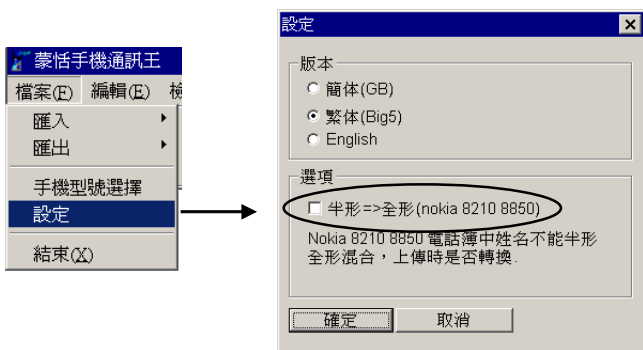 蒙恬手機通訊王
檔案(F) 編輯(E) 檢
匯入
匯出
手機型號選擇
設定
結束(X)
設定
版本
簡体(GB)
繁体(Big5)
English
選項
半形=>全形(nokia 8210 8850)
Nokia 8210 8850 電話簿中姓名不能半形
全形混合，上傳時是否轉換.
確定 取消